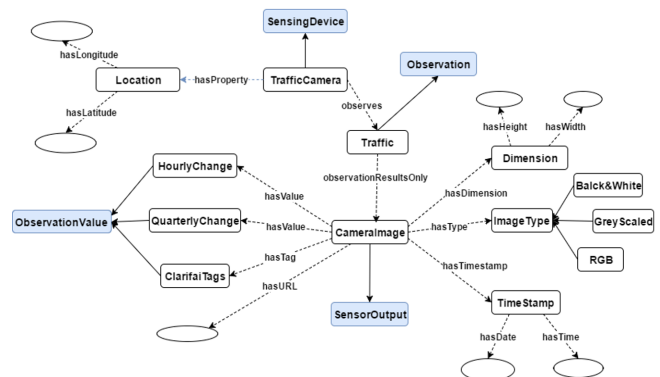 SensingDevice
hasLongitude
Observation
Location
hasProperty
TrafficCamera
hasLatitude
observes
hasHeight
hasWidth
Traffic
HourlyChange
Dimension
observationResultsOnly
hasValue
hasDimension
Balck&White
ObservationValue
QuarterlyChange
hasValue
CameraImage
hasType
ImageType
GreyScaled
hasTag
hasTimestamp
RGB
ClarifaiTags
hasURL
TimeStamp
SensorOutput
hasDate
hasTime